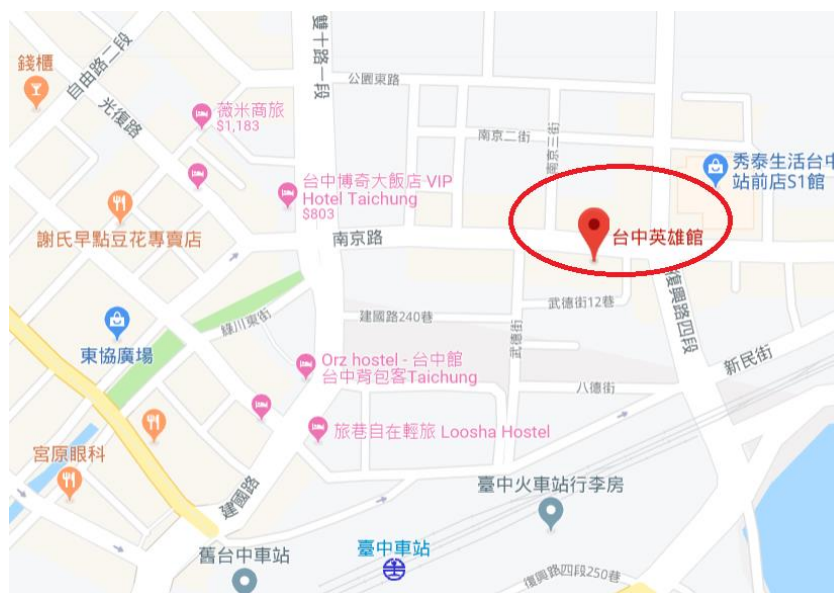 錢櫃
自由路二段
光復路
雙十路一段
公園東路
薇米商旅
$1,183
南京二街
南京三街
秀泰生活台中
站前店S1館
台中博奇大飯店 VIP
Hotel Taichung
$803
謝氏早點豆花專賣店
南京路
台中英雄館
復興路四段
武德街12巷
綠川東街
建國路240巷
武德街
東協廣場
新民街
Orz hostel - 台中館
台中背包客Taichung
八德街
旅巷自在輕旅 Loosha Hostel
宮原眼科
建國路
臺中火車站行李房
舊台中車站
臺中車站
復興路四段250巷